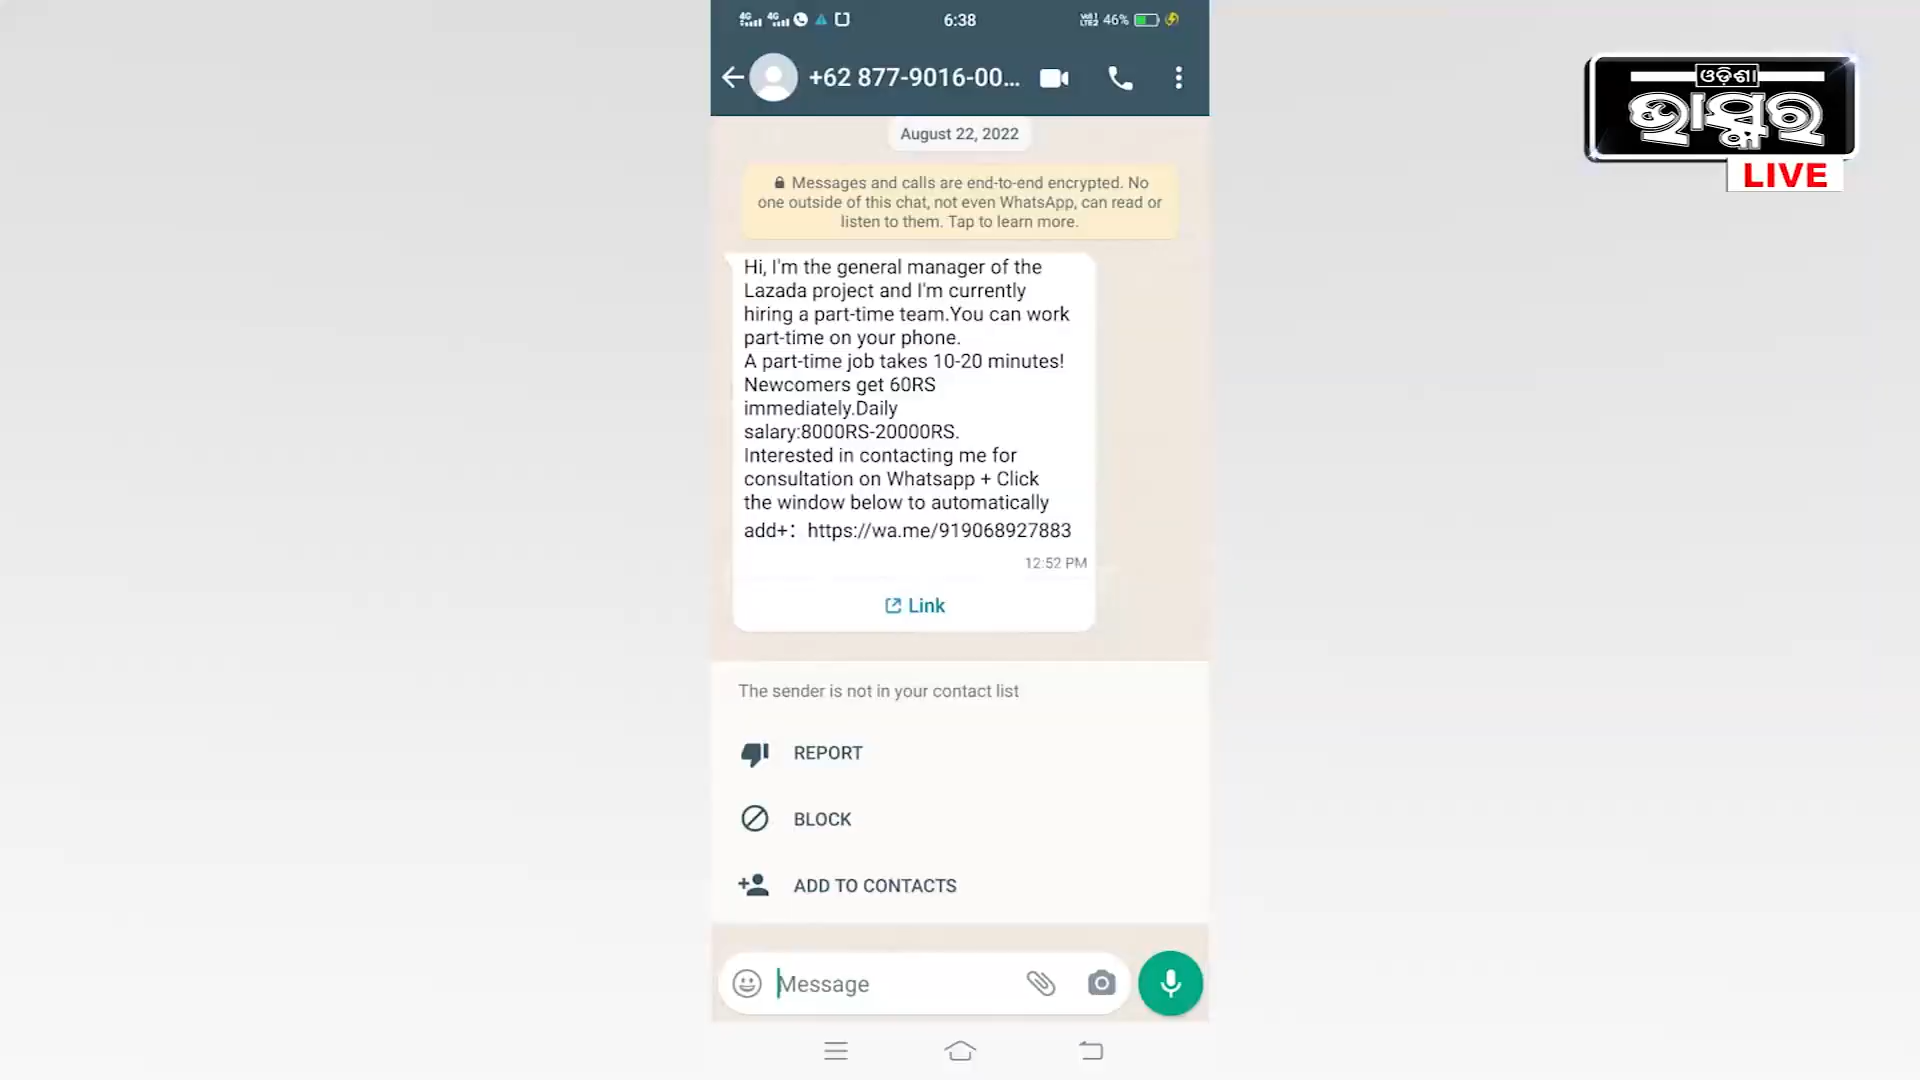 4G 4G 6:38 46%
+62 877-9016-00...
ଓଡ଼ିଶା
ଭାସ୍କର
LIVE
August 22, 2022
Messages and calls are end-to-end encrypted. No
one outside of this chat, not even WhatsApp, can read or
listen to them. Tap to learn more.
Hi, I'm the general manager of the
Lazada project and I'm currently
hiring a part-time team.You can work
part-time on your phone.
A part-time job takes 10-20 minutes!
Newcomers get 60RS
immediately.Daily
salary:8000RS-20000RS.
Interested in contacting me for
consultation on Whatsapp + Click
the window below to automatically
add+： https://wa.me/919068927883
12:52 PM
Link
The sender is not in your contact list
REPORT
BLOCK
ADD TO CONTACTS
Message